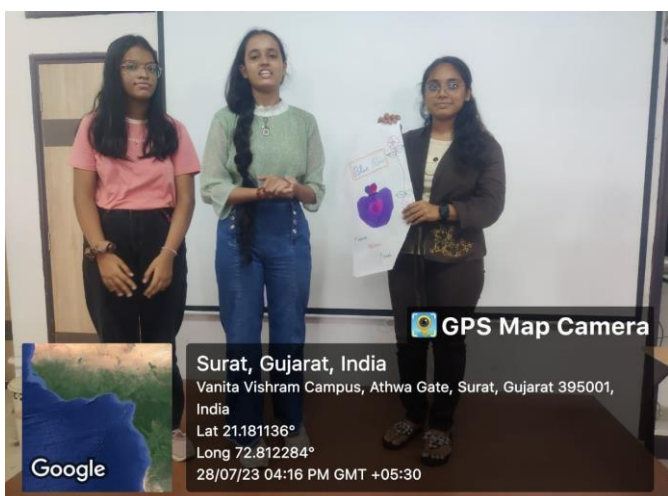 GPS Map Camera
Surat, Gujarat, India
Vanita Vishram Campus, Athwa Gate, Surat, Gujarat 395001,
India
Lat 21.181136°
Long 72.812284°
28/07/23 04:16 PM GMT +05:30
Google